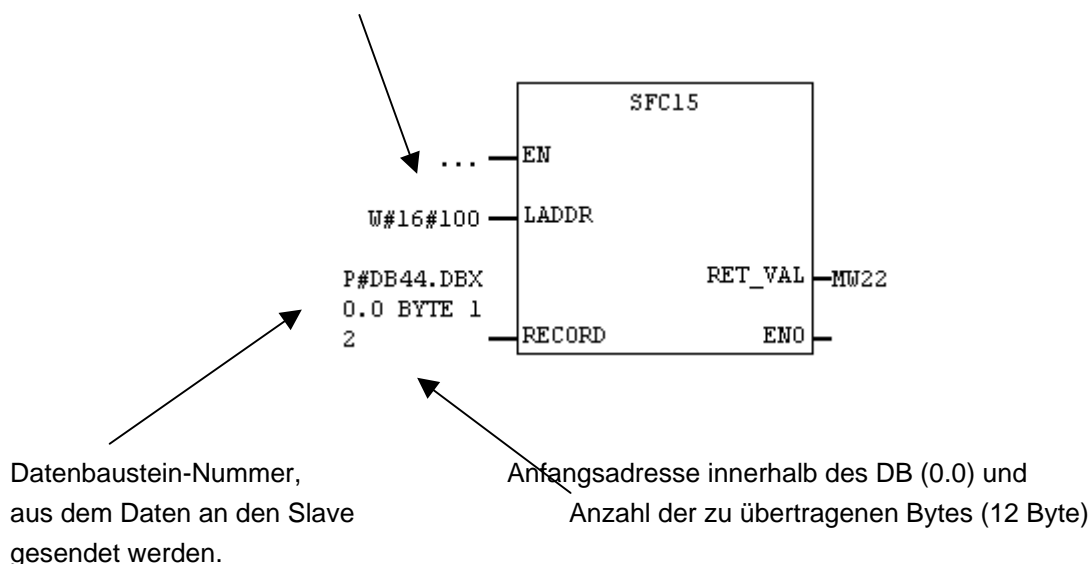 SFC15
... EN
W#16#100 LADDR
P#DB44.DBX
0.0 BYTE 1
2 RECORD
RET_VAL MW22
ENO
Datenbaustein-Nummer,
aus dem Daten an den Slave
gesendet werden.
Anfangsadresse innerhalb des DB (0.0) und
Anzahl der zu übertragenen Bytes (12 Byte)